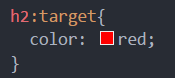 h2:target{
  color: red;
}